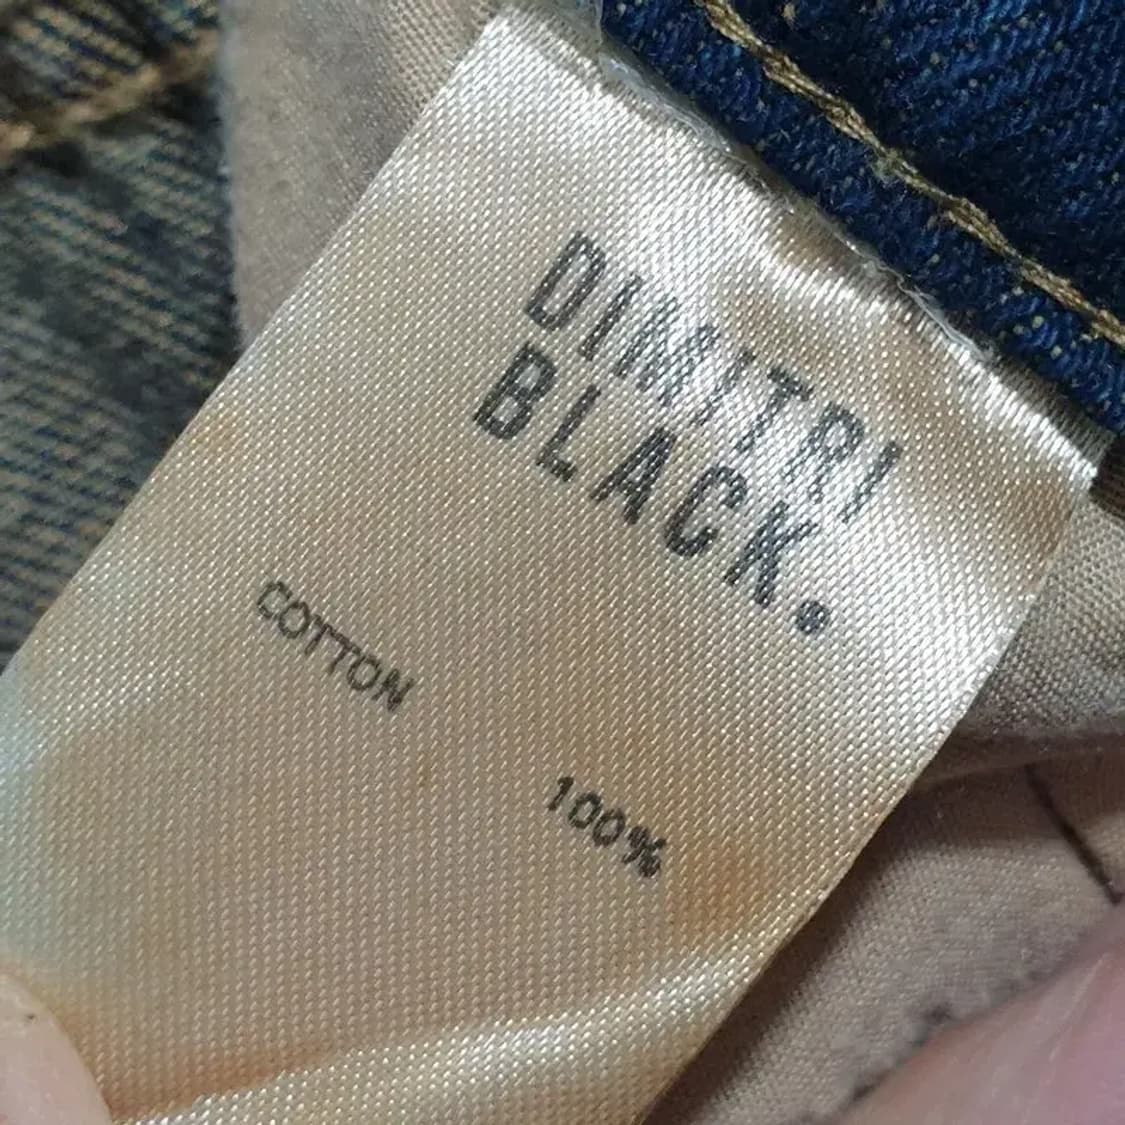 DIMITRI
BLACK.
COTTON 100%